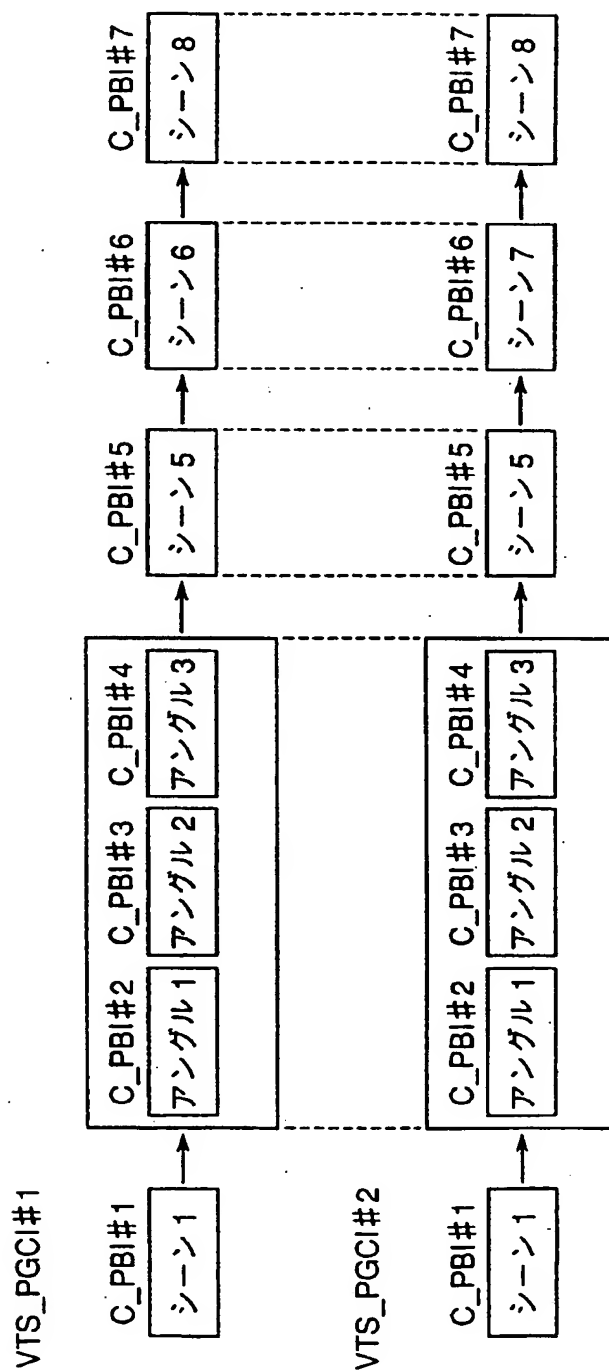 VTS_PGCI#1
C_PBI#1
シーン1
C_PBI#2
アングル1
C_PBI#3
アングル2
C_PBI#4
アングル3
C_PBI#5
シーン5
C_PBI#6
シーン6
C_PBI#7
シーン8
VTS_PGCI#2
C_PBI#1
シーン1
C_PBI#2
アングル1
C_PBI#3
アングル2
C_PBI#4
アングル3
C_PBI#5
シーン5
C_PBI#6
シーン7
C_PBI#7
シーン8